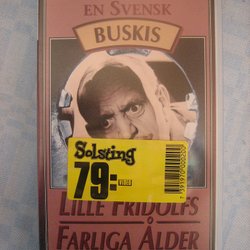 EN SVENSK
BUSKIS
Solsting
79:
LILLE FRIDOLFS
FARLIGA ÅLDER